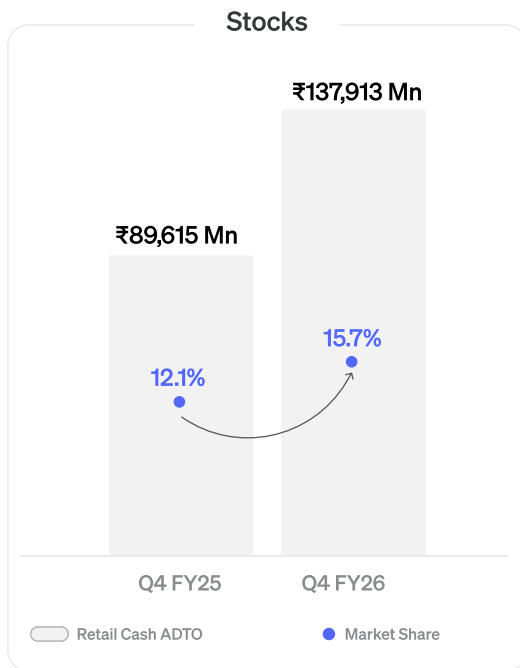 Stocks
₹137,913 Mn
₹89,615 Mn
15.7%
12.1%
Q4 FY25 Q4 FY26
Retail Cash ADTO Market Share